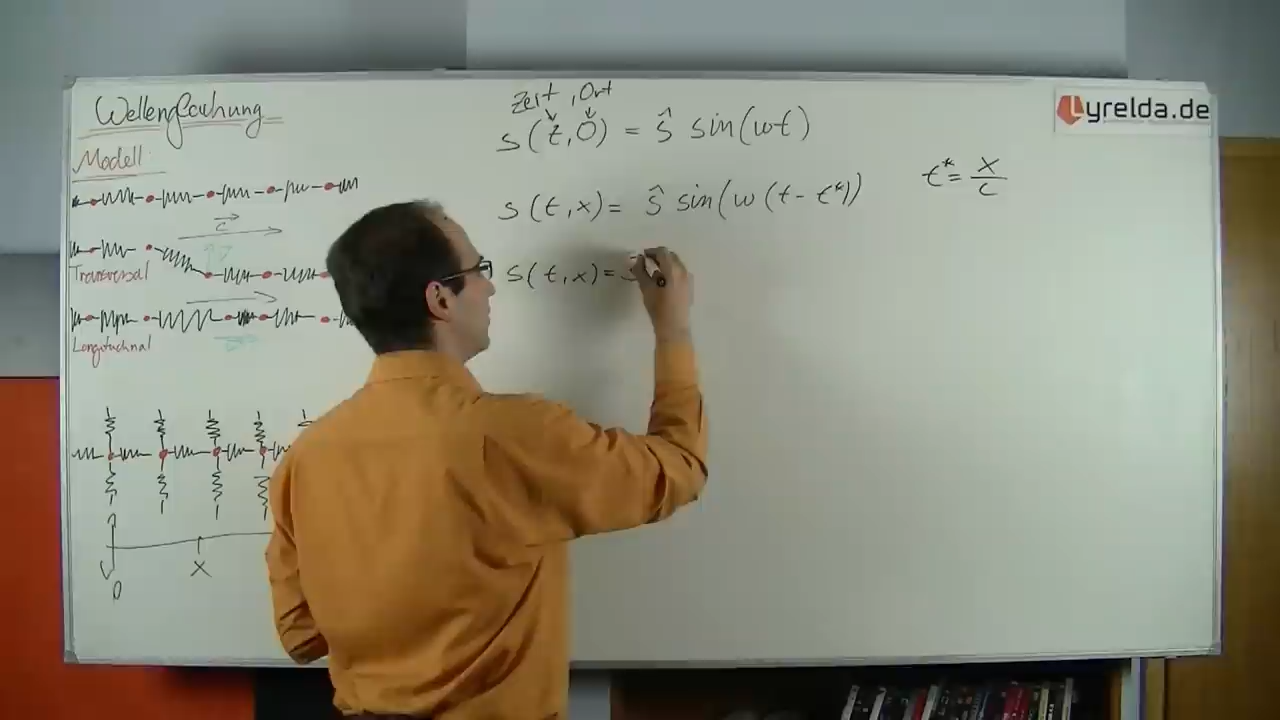 Wellengleichung
Modell
c
Transversal
Longitudinal
0
x
Zeit, Ort
s(t,0) = ŝ sin(ωt)
s(t,x) = ŝ sin(ω(t - t*))
t* = x/c
s(t,x) = s
Lyrelda.de